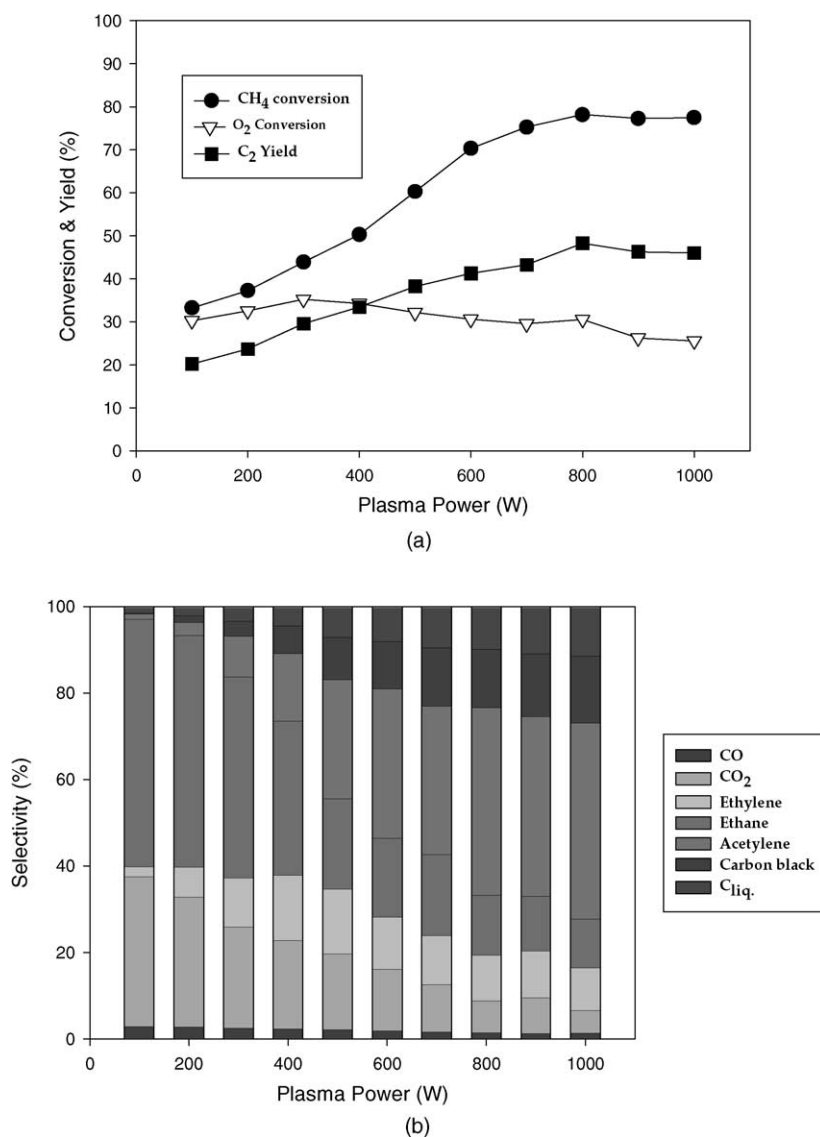 100
90
80
70
60
50
40
30
20
10
0
Conversion & Yield (%)
CH4 conversion
O2 Conversion
C2 Yield
0 200 400 600 800 1000
Plasma Power (W)
(a)
100
80
60
40
20
0
Selectivity (%)
CO
CO2
Ethylene
Ethane
Acetylene
Carbon black
Cliq.
0 200 400 600 800 1000
Plasma Power (W)
(b)